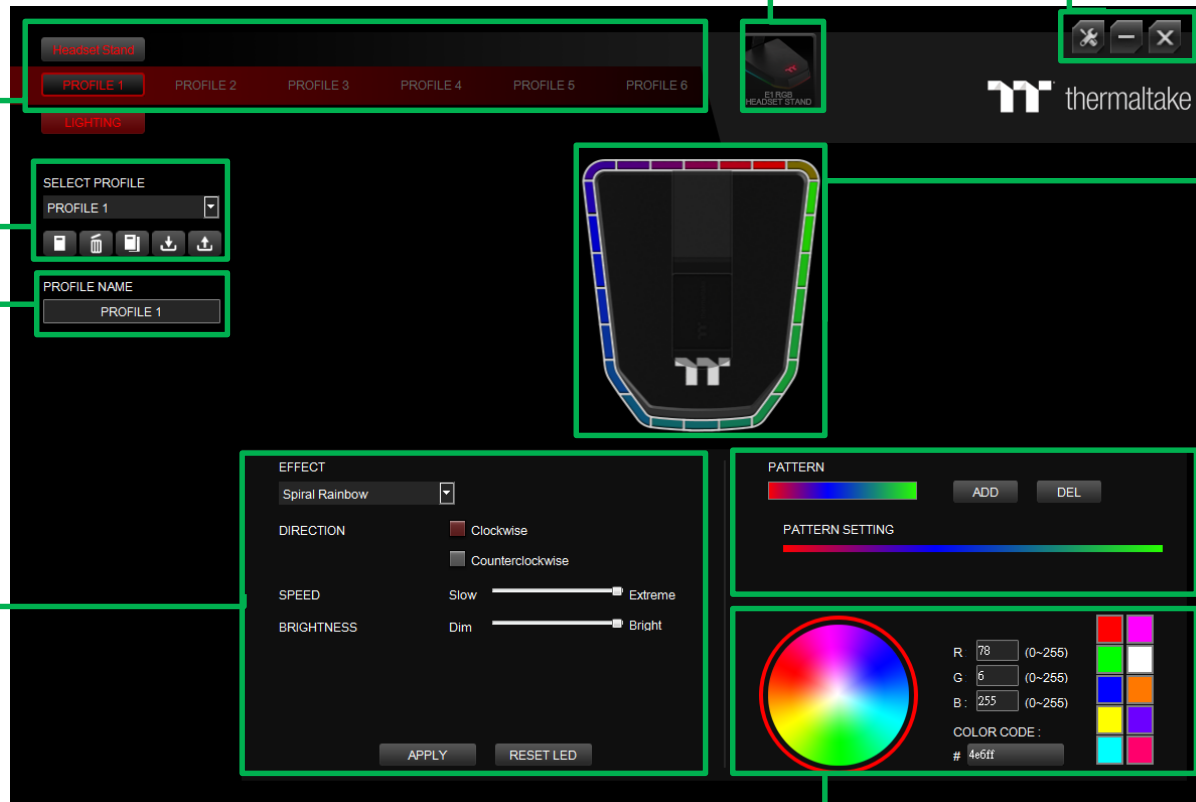 Headset Stand
PROFILE 1 PROFILE 2 PROFILE 3 PROFILE 4 PROFILE 5 PROFILE 6
LIGHTING
E1 RGB
HEADSET STAND
thermaltake
SELECT PROFILE
PROFILE 1
PROFILE NAME
PROFILE 1
EFFECT
Spiral Rainbow
DIRECTION Clockwise
Counterclockwise
SPEED Slow Extreme
BRIGHTNESS Dim Bright
APPLY RESET LED
PATTERN
ADD DEL
PATTERN SETTING
R 78 (0~255)
G 6 (0~255)
B : 255 (0~255)
COLOR CODE :
# 4e6ff